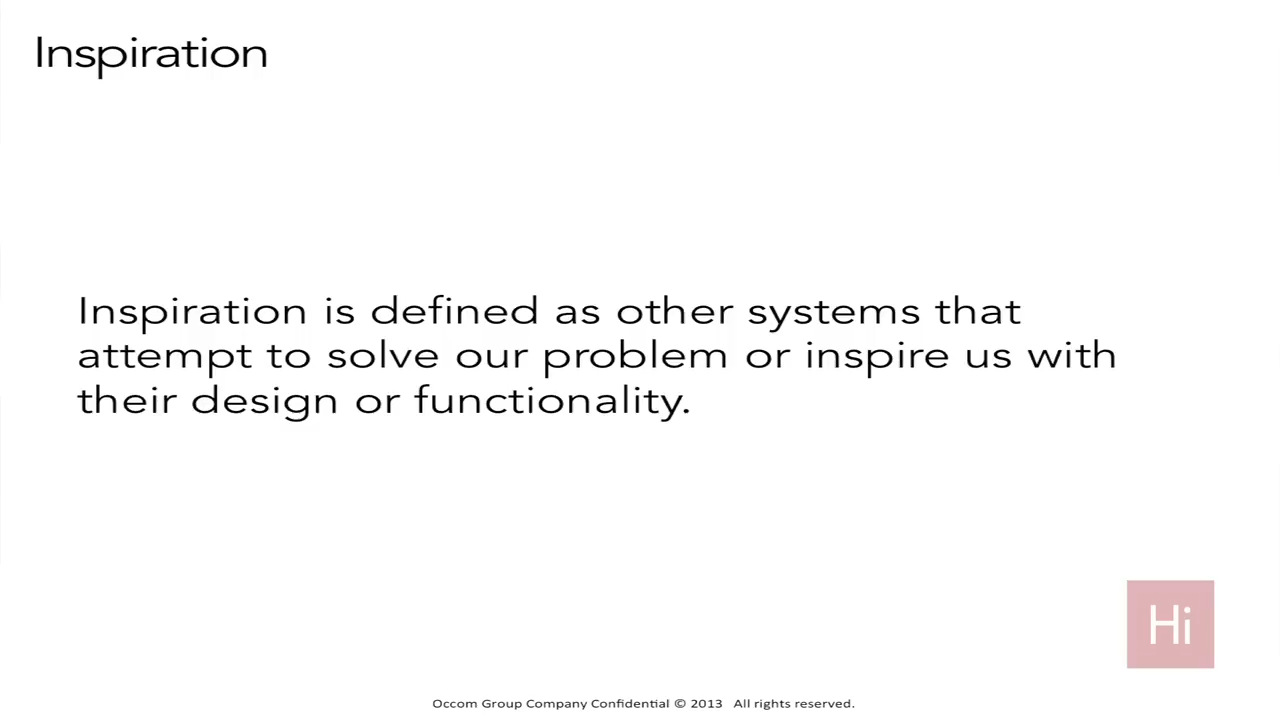 Inspiration
Inspiration is defined as other systems that
attempt to solve our problem or inspire us with
their design or functionality.
Hi
Occom Group Company Confidential © 2013 All rights reserved.